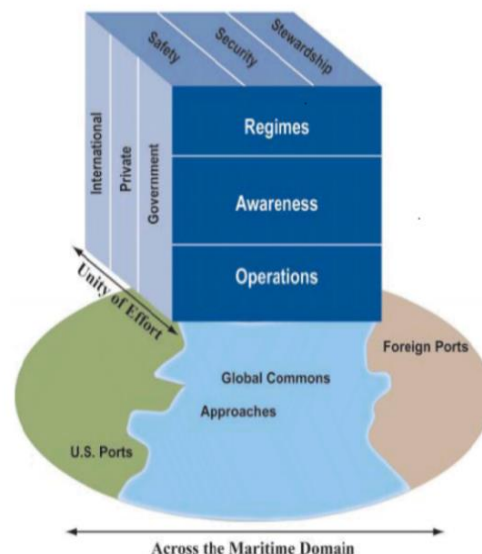 Safety
Security
Stewardship
International
Private
Government
Regimes
Awareness
Operations
Unity of Effort
Foreign Ports
Global Commons
Approaches
U.S. Ports
Across the Maritime Domain